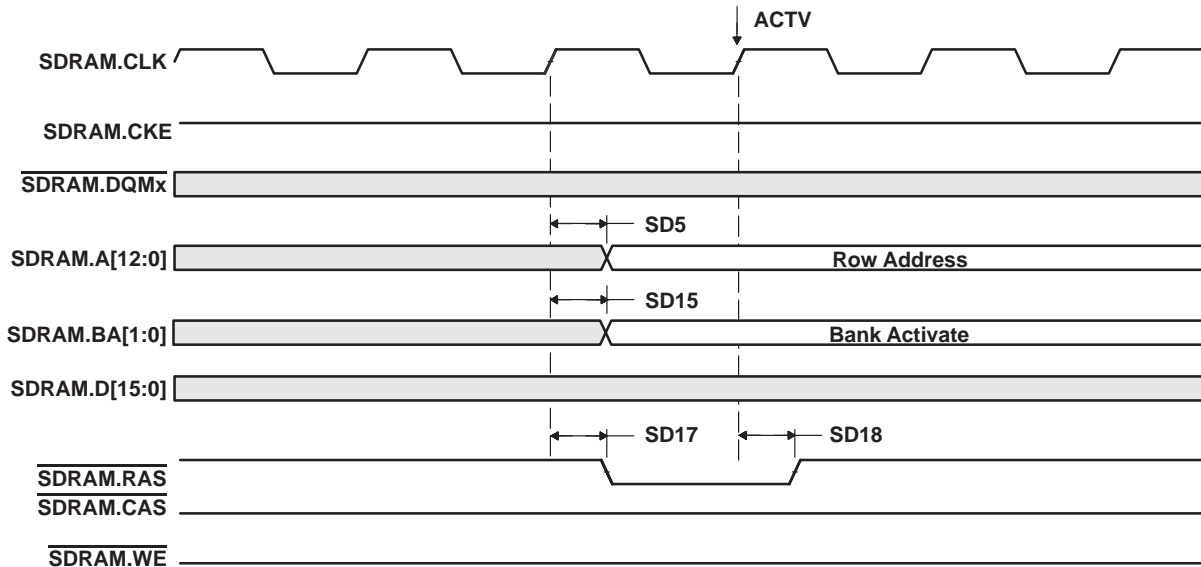 ACTV
SDRAM.CLK
SDRAM.CKE
SDRAM.DQMx
SD5
SDRAM.A[12:0]
Row Address
SD15
SDRAM.BA[1:0]
Bank Activate
SDRAM.D[15:0]
SD17
SD18
SDRAM.RAS
SDRAM.CAS
SDRAM.WE